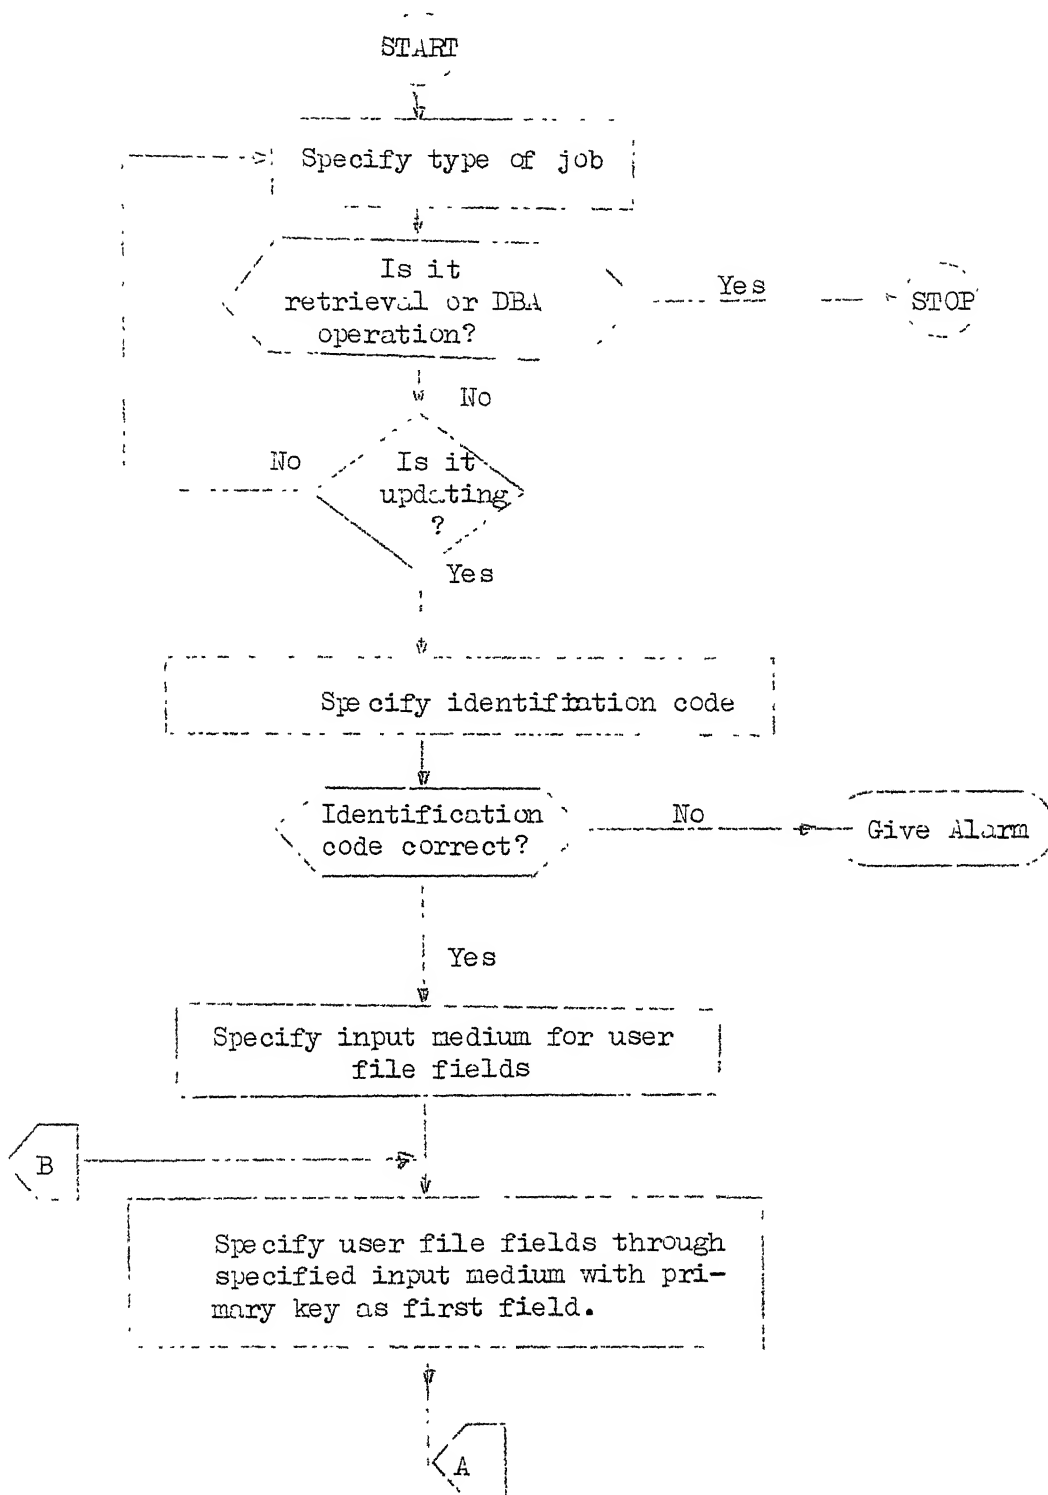 START
Specify type of job
Is it
retrieval or DBA
operation?
Yes
STOP
No
No
Is it
updating
?
Yes
Specify identification code
Identification
code correct?
No
Give Alarm
Yes
Specify input medium for user
file fields
B
Specify user file fields through
specified input medium with pri-
mary key as first field.
A